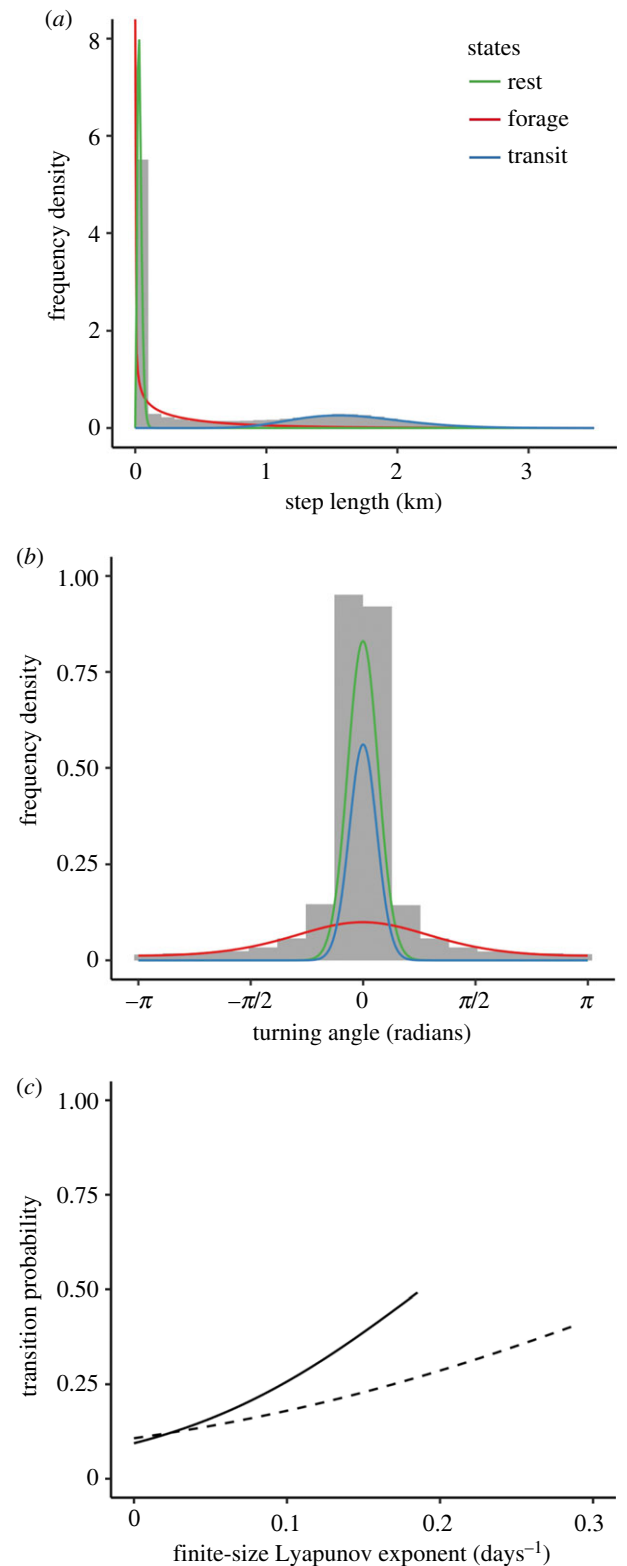 (a)
8
6
4
2
0
frequency density
states
rest
forage
transit
0 1 2 3
step length (km)
(b)
1.00
0.75
0.50
0.25
0
frequency density
–π –π/2 0 π/2 π
turning angle (radians)
(c)
1.00
0.75
0.50
0.25
0
transition probability
0 0.1 0.2 0.3
finite-size Lyapunov exponent (days⁻¹)